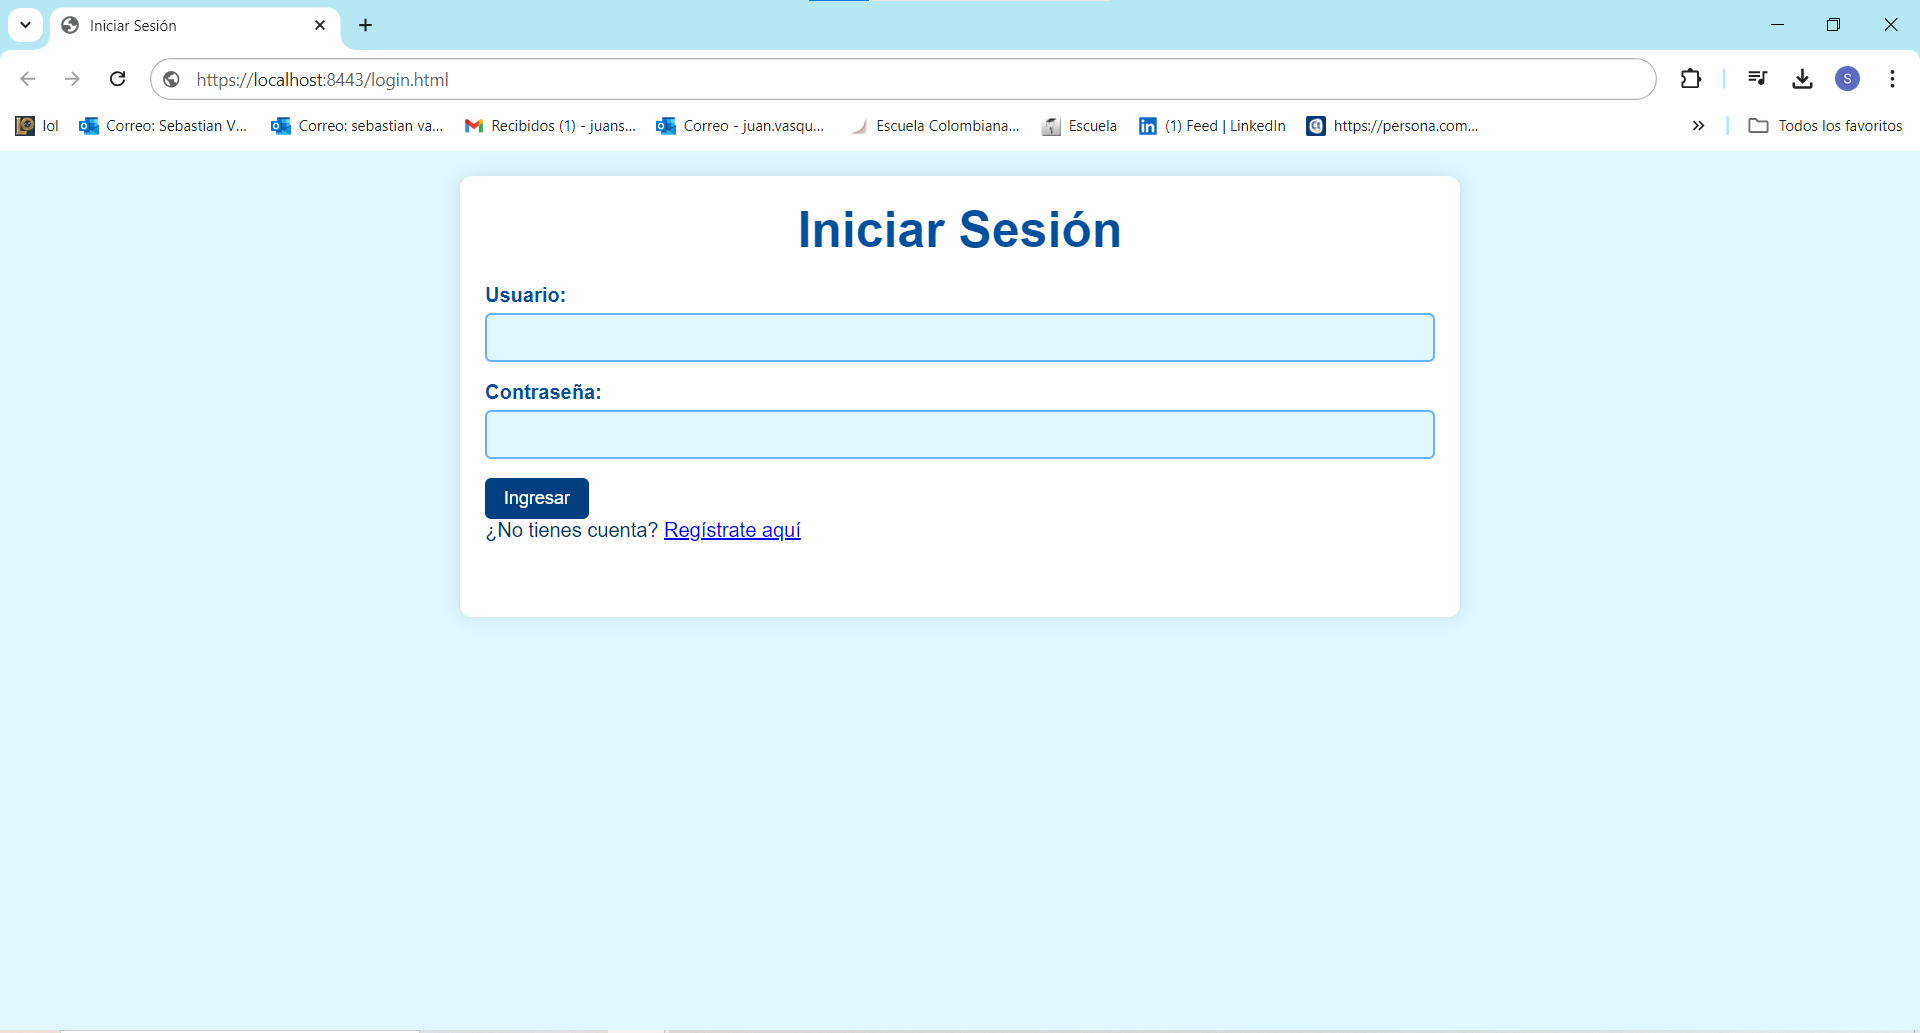 Iniciar Sesión
https://localhost:8443/login.html
S
lol
Correo: Sebastian V...
Correo: sebastian va...
Recibidos (1) - juans...
Correo - juan.vasqu...
Escuela Colombiana...
Escuela
(1) Feed | LinkedIn
https://persona.com...
Todos los favoritos
Iniciar Sesión
Usuario:
Contraseña:
Ingresar
¿No tienes cuenta? Regístrate aquí